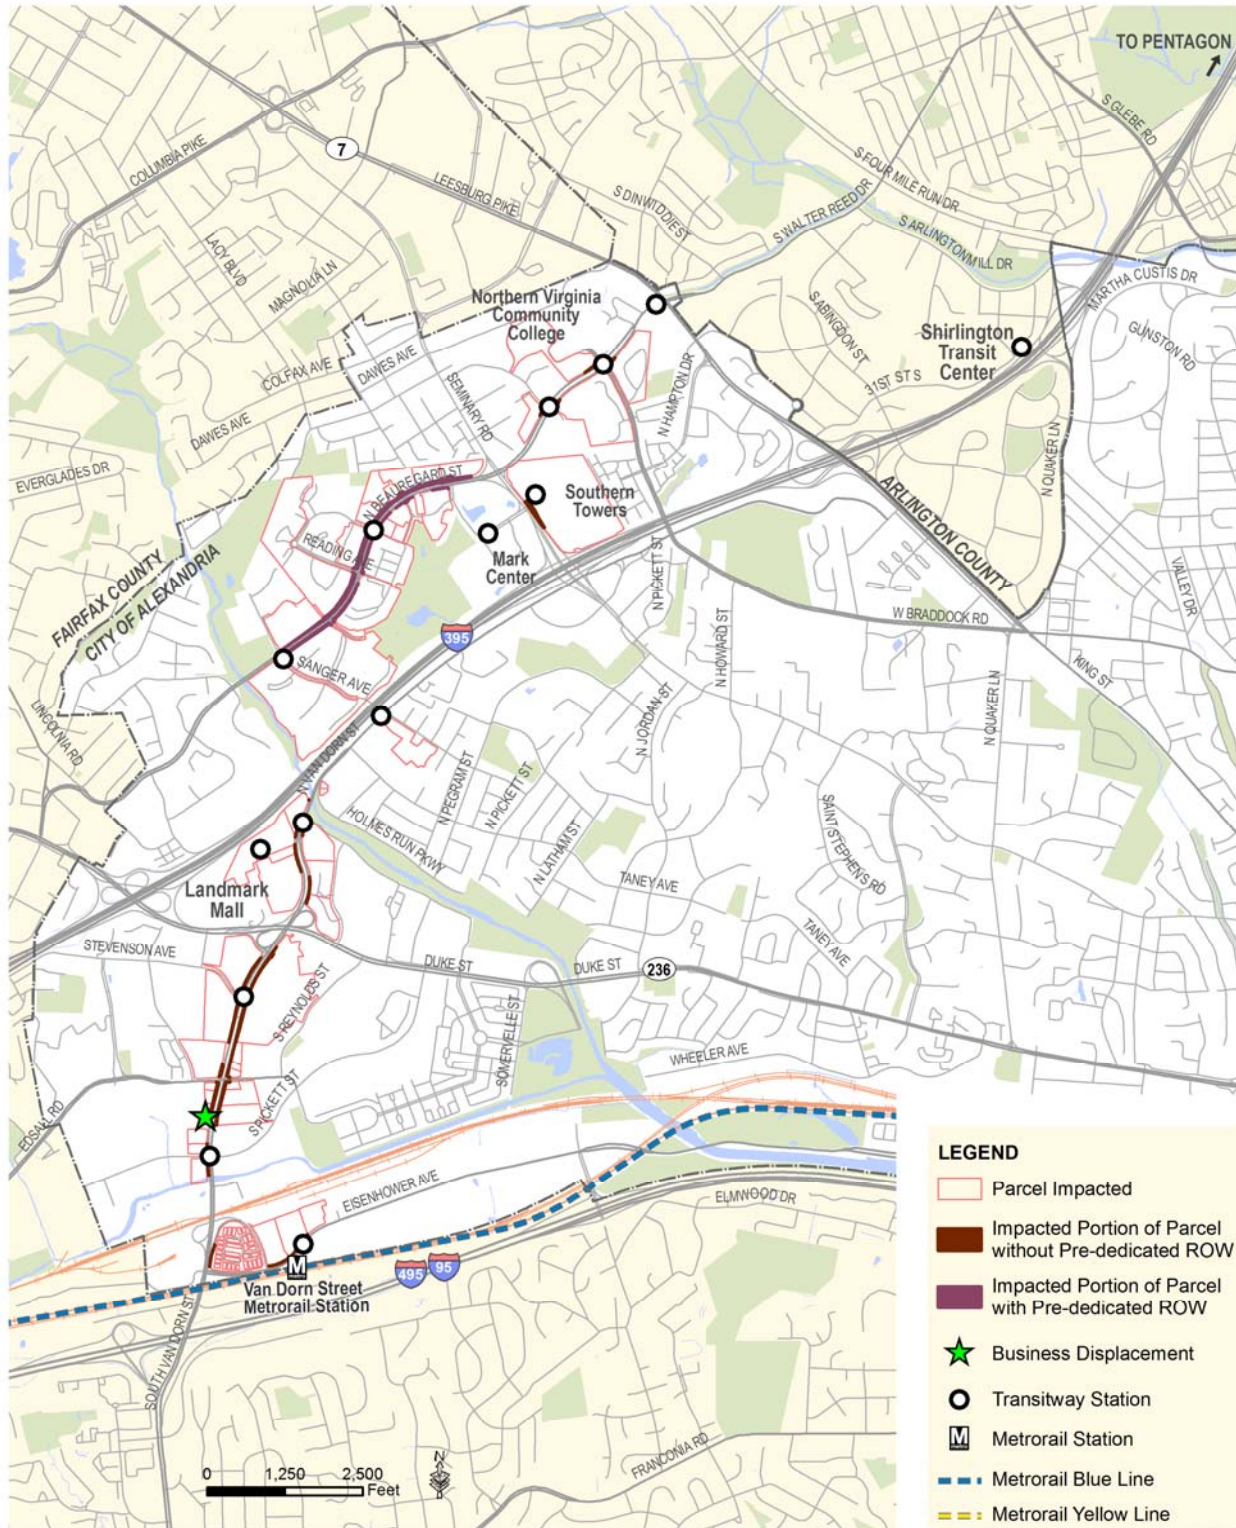 TO PENTAGON
S GLEBE RD
7
COLUMBIA PIKE
LEESBURG PIKE
S FOUR MILE RUN DR
S DINWIDDIE ST
S WALTER REED DR
S ARLINGTON MILL DR
LACY BLVD
MAGNOLIA LN
MARTHA CUSTIS DR
Northern Virginia
Community
College
S ABINGDON ST
Shirlington
Transit
Center
GUNSTON RD
COLFAX AVE
DAWES AVE
SEMINARY RD
31ST ST S
N HAMPTON DR
DAWES AVE
EVERGLADES DR
N QUAKER LN
N BEAUREGARD ST
Southern
Towers
ARLINGTON COUNTY
READING AVE
Mark
Center
N PICKETT ST
VALLEY DR
FAIRFAX COUNTY
CITY OF ALEXANDRIA
395
W BRADDOCK RD
N HOWARD ST
KING ST
SANGER AVE
LINCOLNIA RD
N JORDAN ST
N QUAKER LN
N VAN DORN ST
N PEGRAM ST
N PICKETT ST
HOLMES RUN PKWY
N LATHAM ST
SAINT STEPHENS RD
TANEY AVE
Landmark
Mall
TANEY AVE
STEVENSON AVE
DUKE ST
DUKE ST
236
S REYNOLDS ST
SOMERVELLE ST
WHEELER AVE
S PICKETT ST
EDSALL RD
EISENHOWER AVE
ELMWOOD DR
M
495
95
Van Dorn Street
Metrorail Station
SOUTH VAN DORN ST
FRANCONIA RD
N
0 1,250 2,500
Feet
LEGEND
Parcel Impacted
Impacted Portion of Parcel
without Pre-dedicated ROW
Impacted Portion of Parcel
with Pre-dedicated ROW
Business Displacement
Transitway Station
M Metrorail Station
Metrorail Blue Line
Metrorail Yellow Line